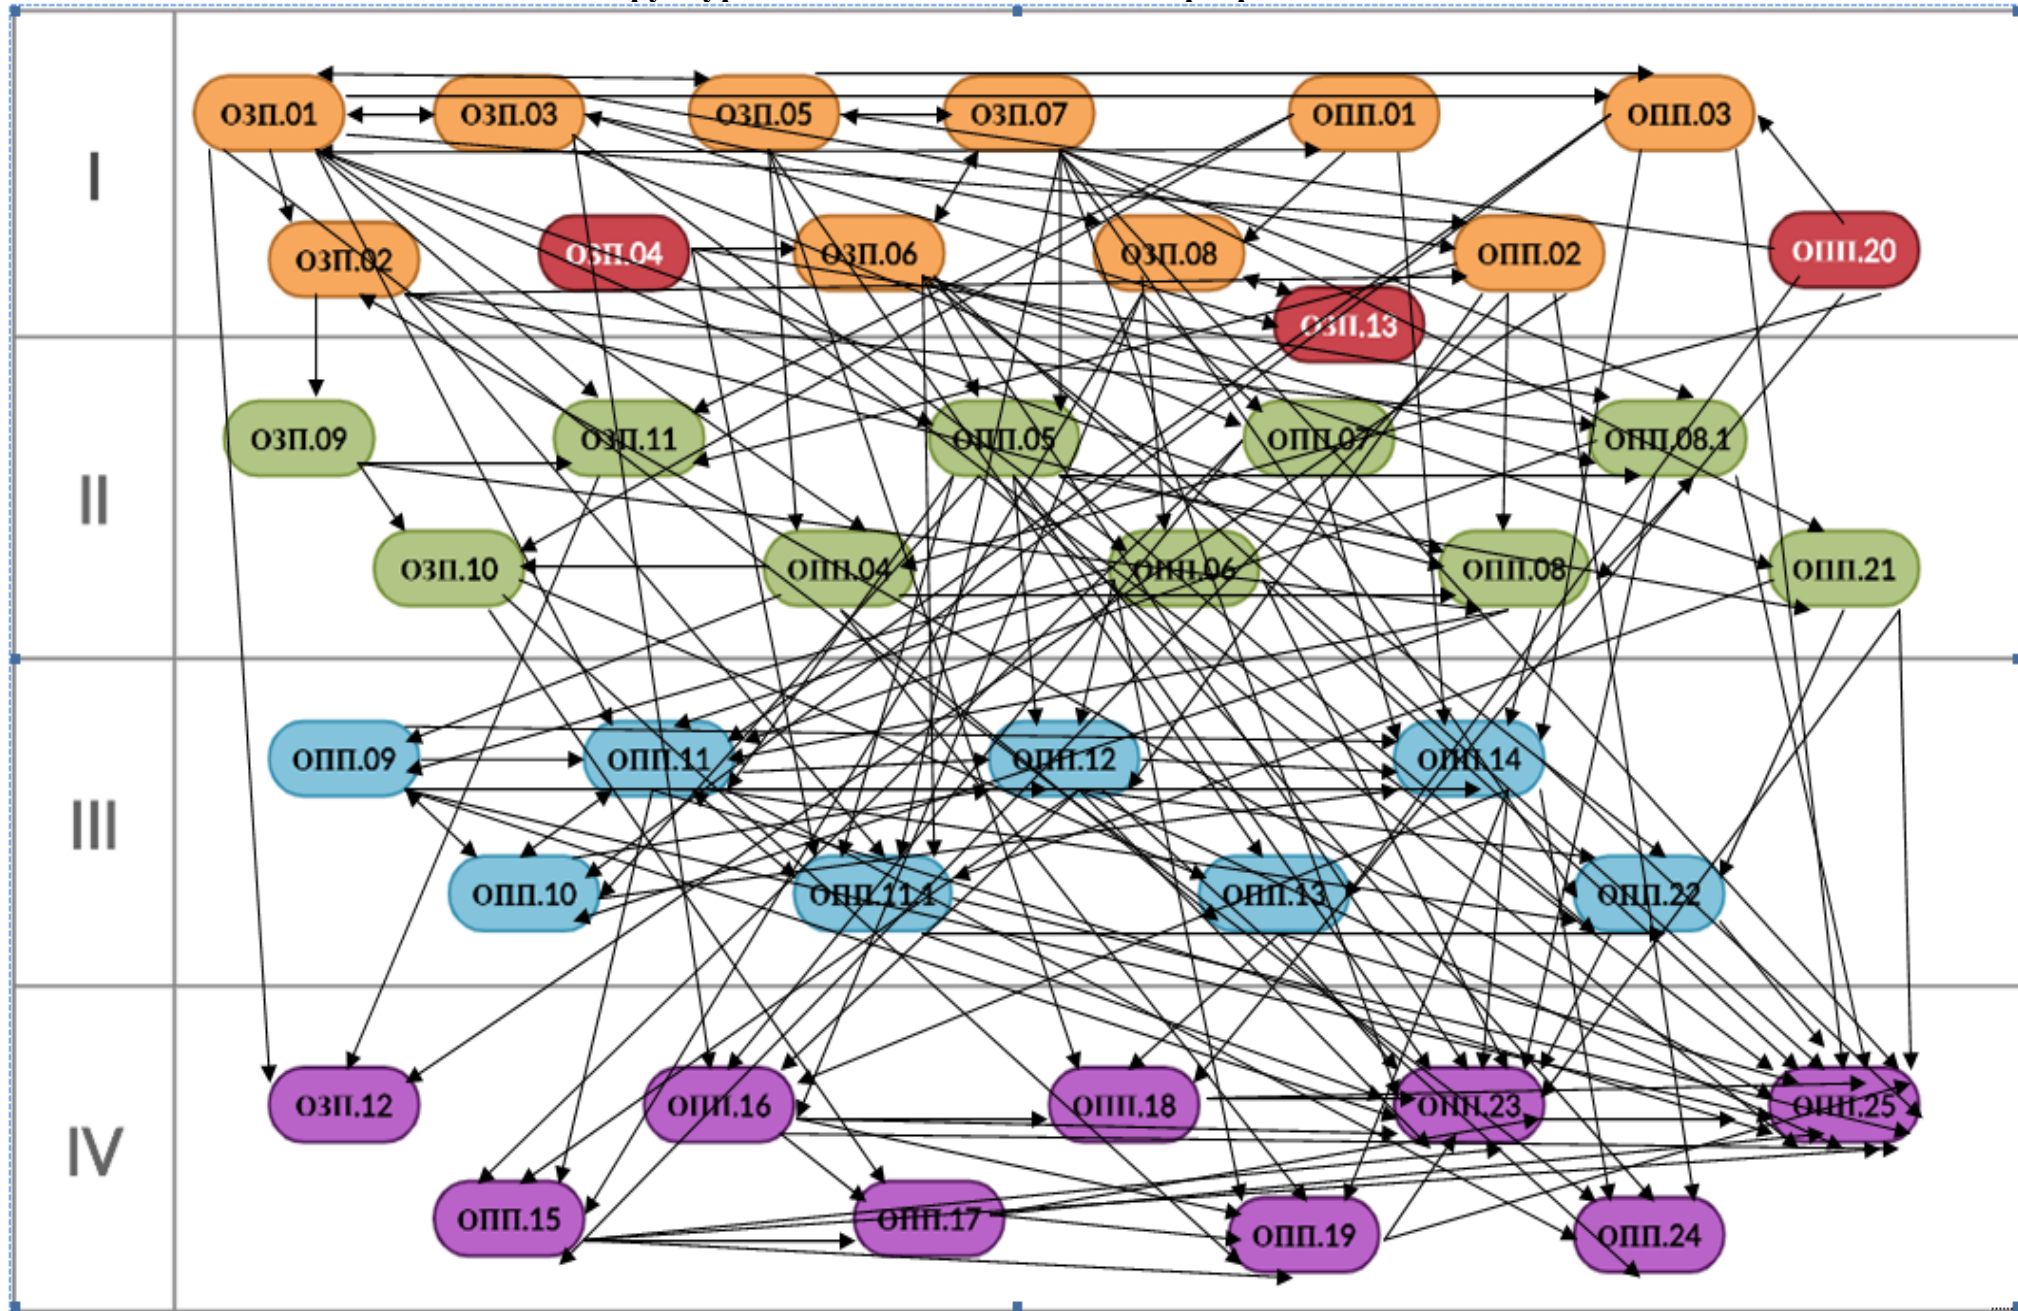 I
ОЗП.01 ОЗП.03 ОЗП.05 ОЗП.07 ОПП.01 ОПП.03
ОЗП.02 ОЗП.04 ОЗП.06 ОЗП.08 ОПП.02 ОПП.20
ОЗП.13
II
ОЗП.09 ОЗП.11 ОПП.05 ОПП.07 ОПП.08.1
ОЗП.10 ОПП.04 ОПП.06 ОПП.08 ОПП.21
III
ОПП.09 ОПП.11 ОПП.12 ОПП.14
ОПП.10 ОПП.11.1 ОПП.13 ОПП.22
IV
ОЗП.12 ОПП.16 ОПП.18 ОПП.23 ОПП.25
ОПП.15 ОПП.17 ОПП.19 ОПП.24